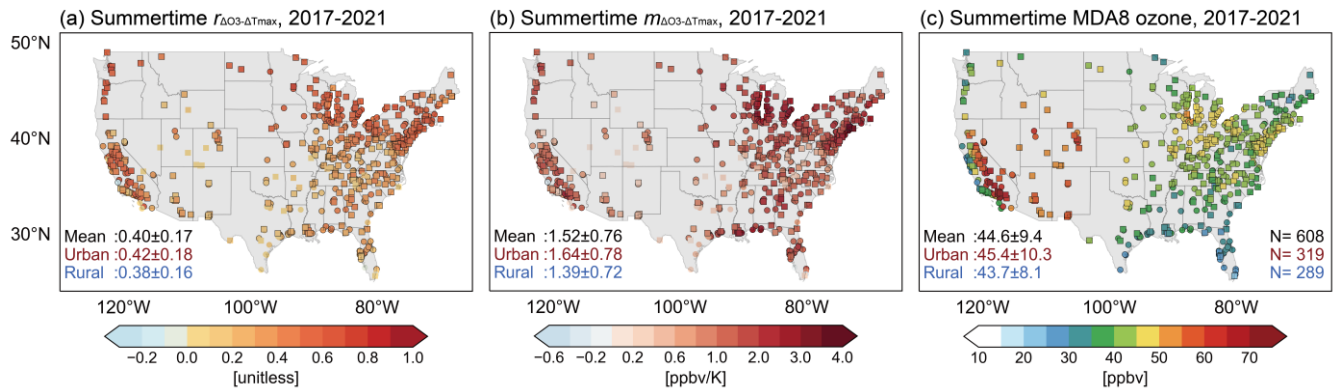 (a) Summertime rΔO3-ΔTmax, 2017-2021
(b) Summertime mΔO3-ΔTmax, 2017-2021
(c) Summertime MDA8 ozone, 2017-2021
50°N
40°N
30°N
Mean :0.40±0.17
Urban :0.42±0.18
Rural :0.38±0.16
Mean :1.52±0.76
Urban :1.64±0.78
Rural :1.39±0.72
Mean :44.6±9.4
Urban :45.4±10.3
Rural :43.7±8.1
N= 608
N= 319
N= 289
120°W 100°W 80°W
120°W 100°W 80°W
120°W 100°W 80°W
−0.2 0.0 0.2 0.4 0.6 0.8 1.0
[unitless]
−0.6 −0.2 0.2 0.6 1.0 2.0 3.0 4.0
[ppbv/K]
10 20 30 40 50 60 70
[ppbv]